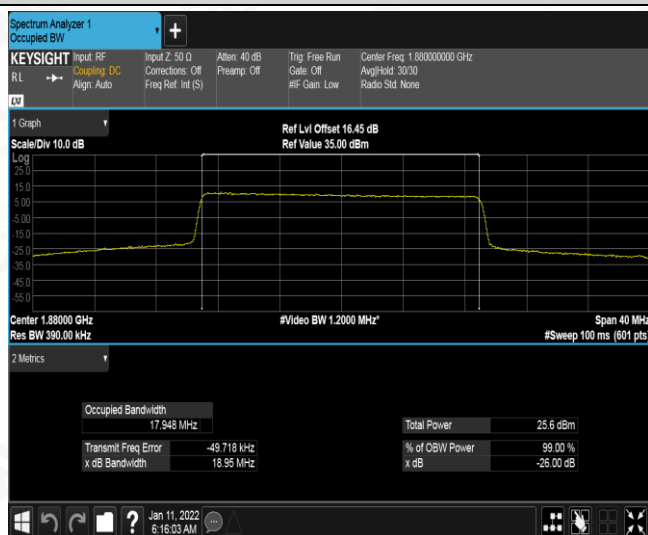 Spectrum Analyzer 1
Occupied BW
+
KEYSIGHT
RL
LXI
Input: RF
Coupling: DC
Align: Auto
Input Z: 50 Ω
Corrections: Off
Freq Ref: Int (S)
Atten: 40 dB
Preamp: Off
Trig: Free Run
Gate: Off
#IF Gain: Low
Center Freq: 1.880000000 GHz
Avg|Hold: 30/30
Radio Std: None
1 Graph
Scale/Div 10.0 dB
Ref Lvl Offset 16.45 dB
Ref Value 35.00 dBm
Log
25.0
15.0
5.00
-5.00
-15.0
-25.0
-35.0
-45.0
-55.0
Center 1.88000 GHz
#Video BW 1.2000 MHz*
Span 40 MHz
Res BW 390.00 kHz
#Sweep 100 ms (601 pts)
2 Metrics
Occupied Bandwidth
17.948 MHz
Total Power 25.6 dBm
Transmit Freq Error -49.718 kHz
% of OBW Power 99.00 %
x dB Bandwidth 18.95 MHz
x dB -26.00 dB
?
Jan 11, 2022
6:16:03 AM